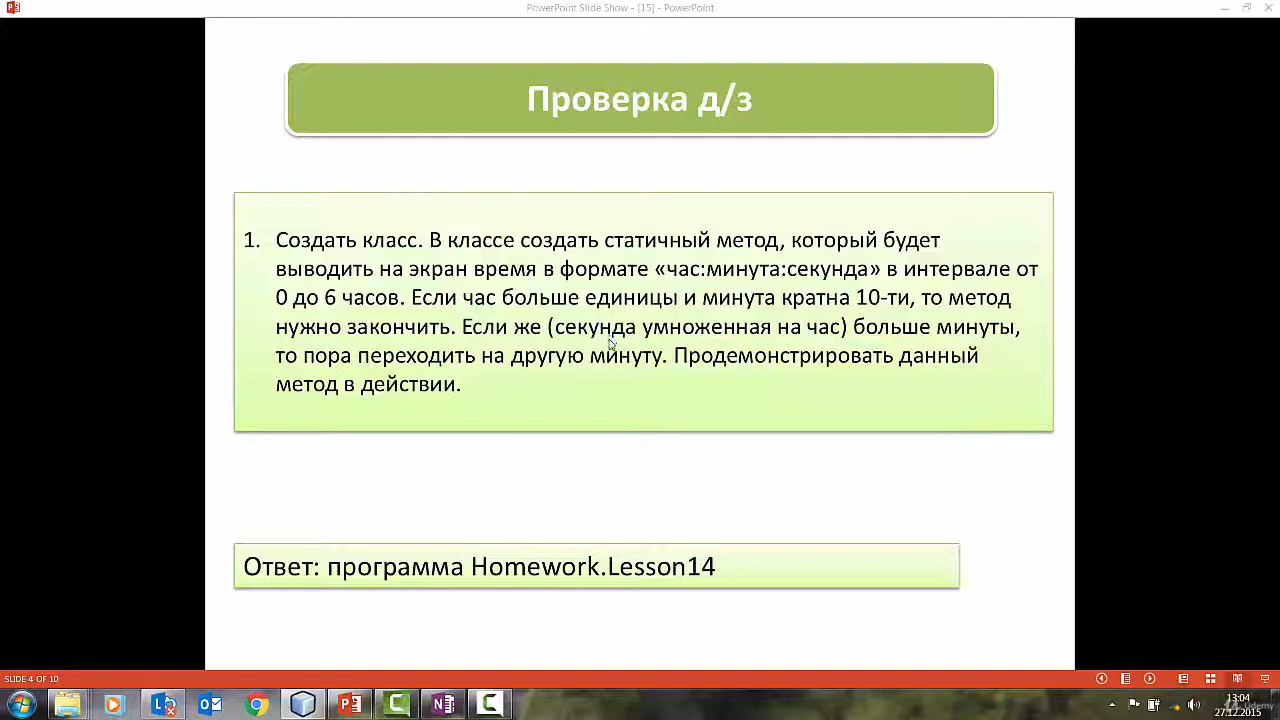 PowerPoint Slide Show - [15] - PowerPoint
Проверка д/з
1. Создать класс. В классе создать статичный метод, который будет
выводить на экран время в формате «час:минута:секунда» в интервале от
0 до 6 часов. Если час больше единицы и минута кратна 10-ти, то метод
нужно закончить. Если же (секунда умноженная на час) больше минуты,
то пора переходить на другую минуту. Продемонстрировать данный
метод в действии.
Ответ: программа Homework.Lesson14
SLIDE 4 OF 10
13:04
Udemy
27.12.2015